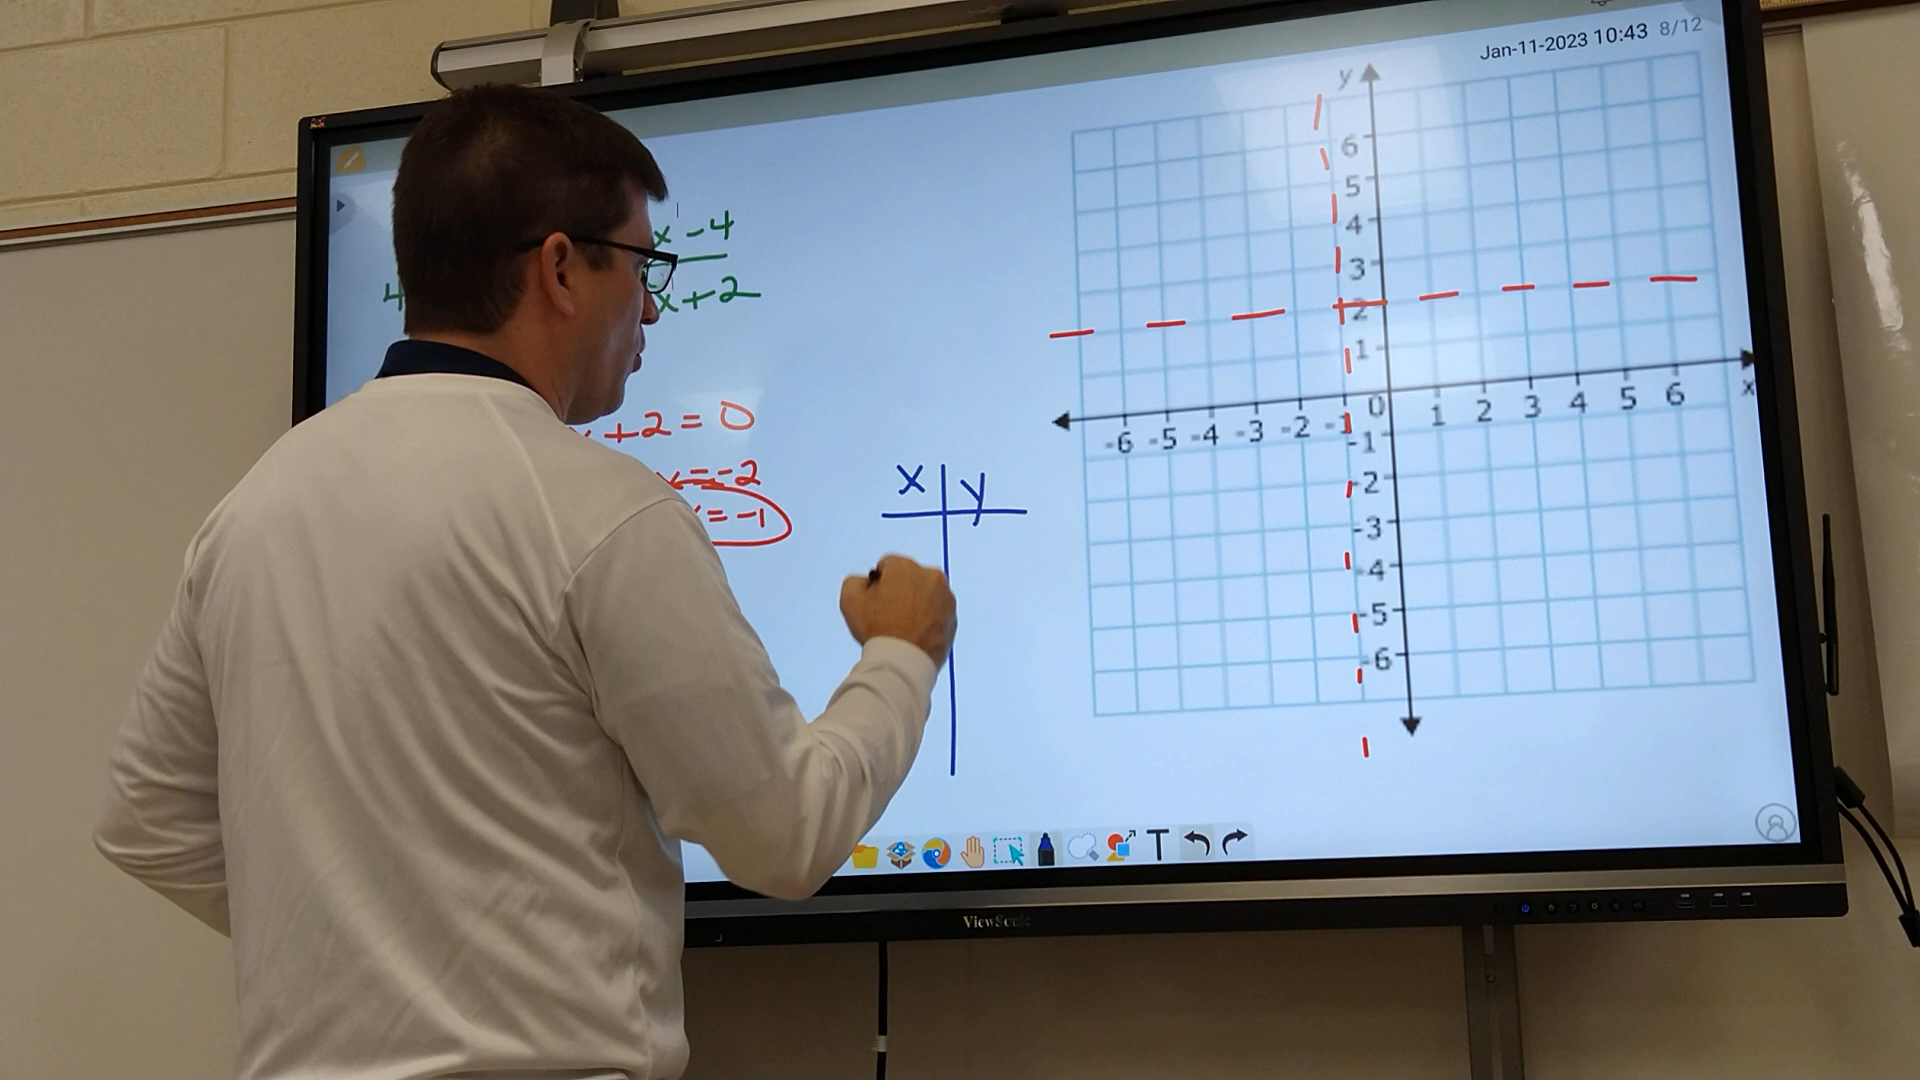 Jan-11-2023 10:43 8/12
x-4
4
x+2
+2=0
=-2
=-1
x y
y
6
5
4
3
2
1
-6 -5 -4 -3 -2 -1 0 1 2 3 4 5 6 x
-1
-2
-3
-4
-5
-6
T
ViewSonic